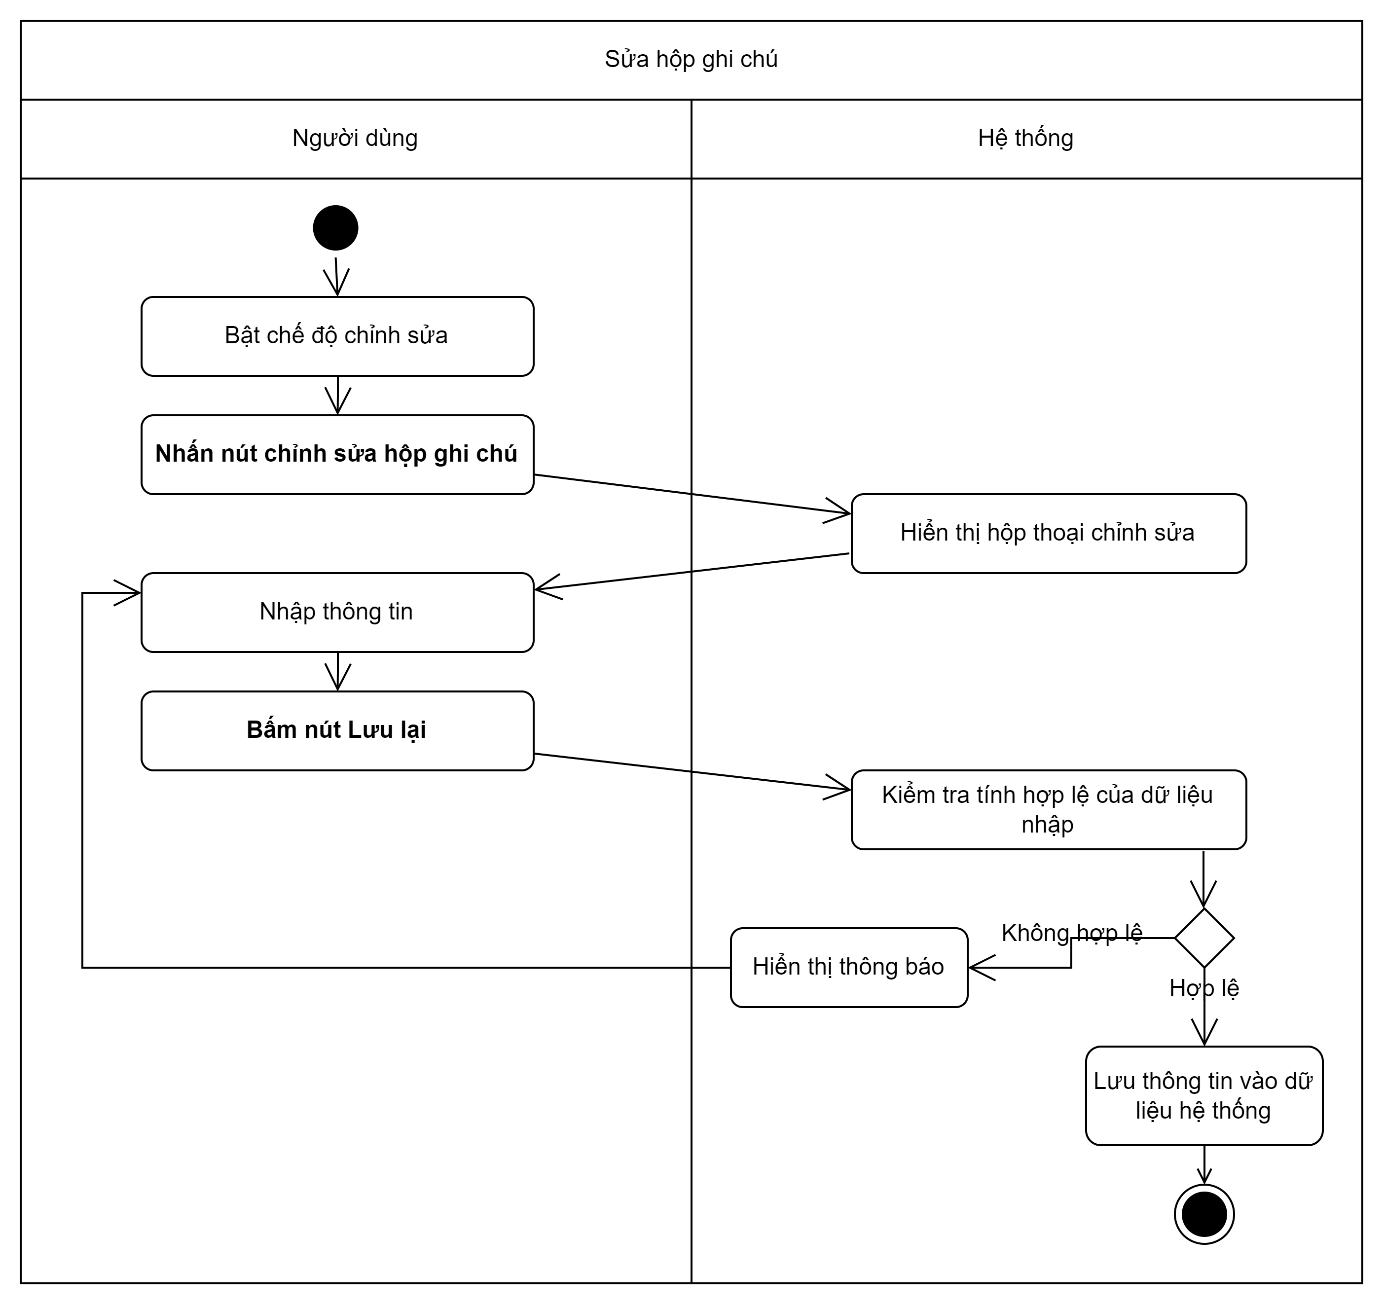 Sửa hộp ghi chú
Người dùng
Hệ thống
Bật chế độ chỉnh sửa
Nhấn nút chỉnh sửa hộp ghi chú
Hiển thị hộp thoại chỉnh sửa
Nhập thông tin
Bấm nút Lưu lại
Kiểm tra tính hợp lệ của dữ liệu
nhập
Không hợp lệ
Hiển thị thông báo
Hợp lệ
Lưu thông tin vào dữ
liệu hệ thống